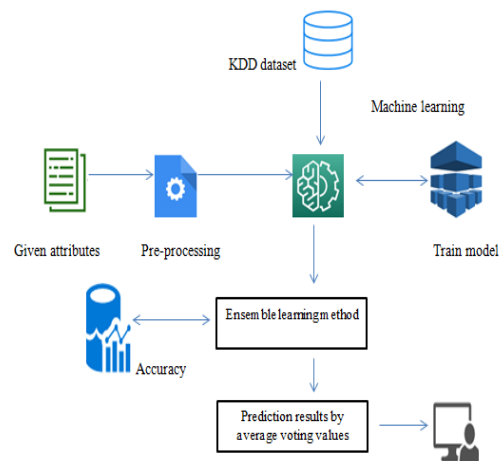 KDD dataset
Machine learning
Given attributes
Pre-processing
Train model
Ensemble learning method
Accuracy
Prediction results by
average voting values